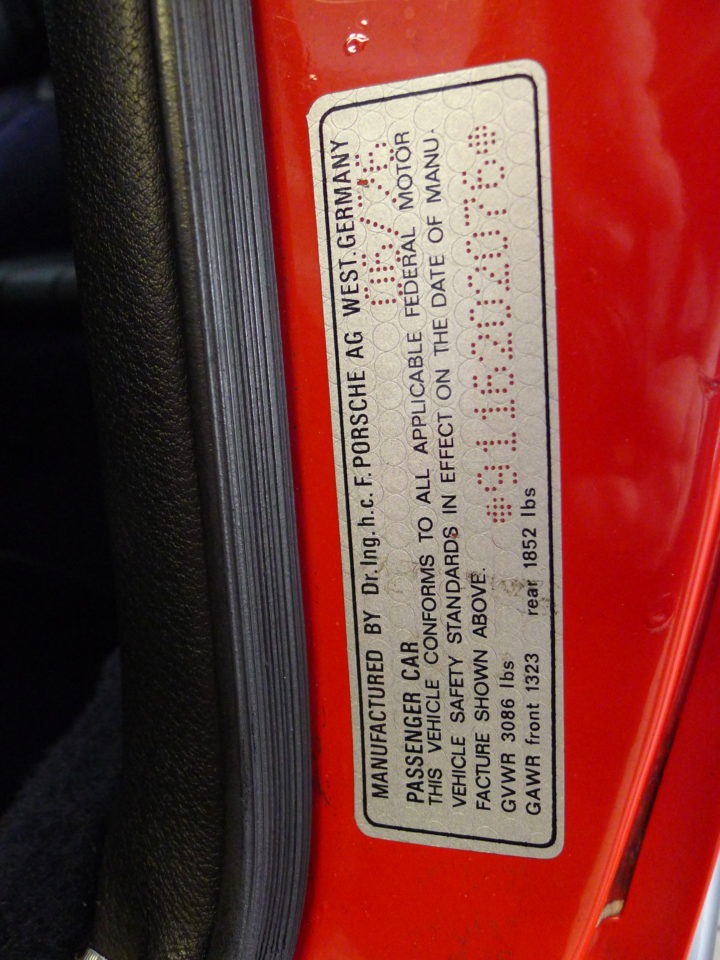 MANUFACTURED BY Dr.Ing.h.c. F. PORSCHE AG WEST.GERMANY
PASSENGER CAR
THIS VEHICLE CONFORMS TO ALL APPLICABLE FEDERAL MOTOR
VEHICLE SAFETY STANDARDS IN EFFECT ON THE DATE OF MANU-
FACTURE SHOWN ABOVE.
*9116202076*
GVWR 3086 lbs
GAWR front 1323 rear 1852 lbs